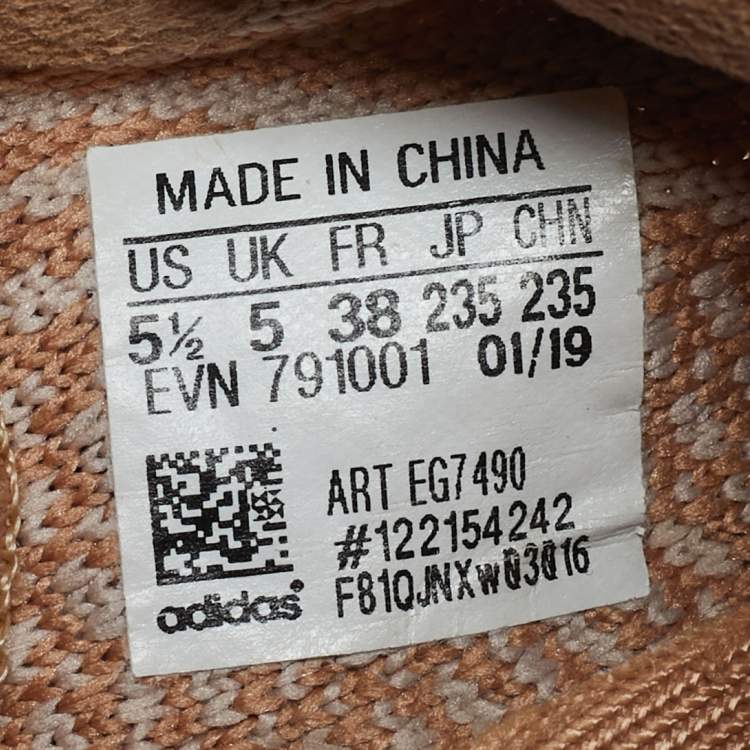 MADE IN CHINA
US UK FR JP CHN
5½ 5 38 235 235
EVN 791001 01/19
ART EG7490
#122154242
F81QJNXW03016
adidas